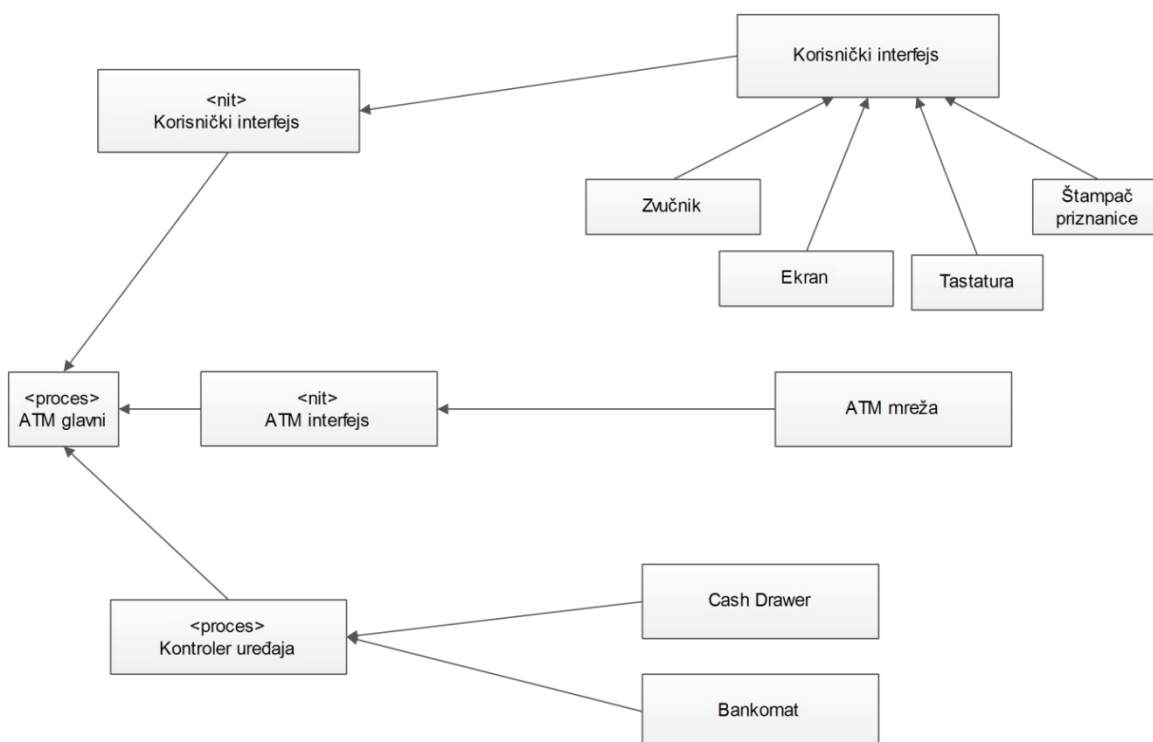 Korisnički interfejs
<nit>
Korisnički interfejs
Zvučnik
Štampač
priznanice
Ekran
Tastatura
<proces>
ATM glavni
<nit>
ATM interfejs
ATM mreža
Cash Drawer
<proces>
Kontroler uređaja
Bankomat